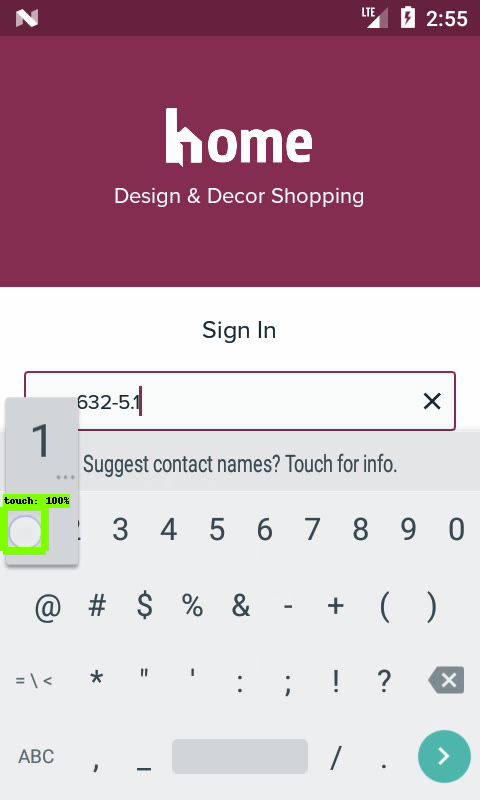 LTE 2:55
home
Design & Decor Shopping
Sign In
632-5.1
1
...
Suggest contact names? Touch for info.
touch: 100%
3 4 5 6 7 8 9 0
@ # $ % & - + ( )
= \ < * " ' : ; ! ?
ABC , _ / .